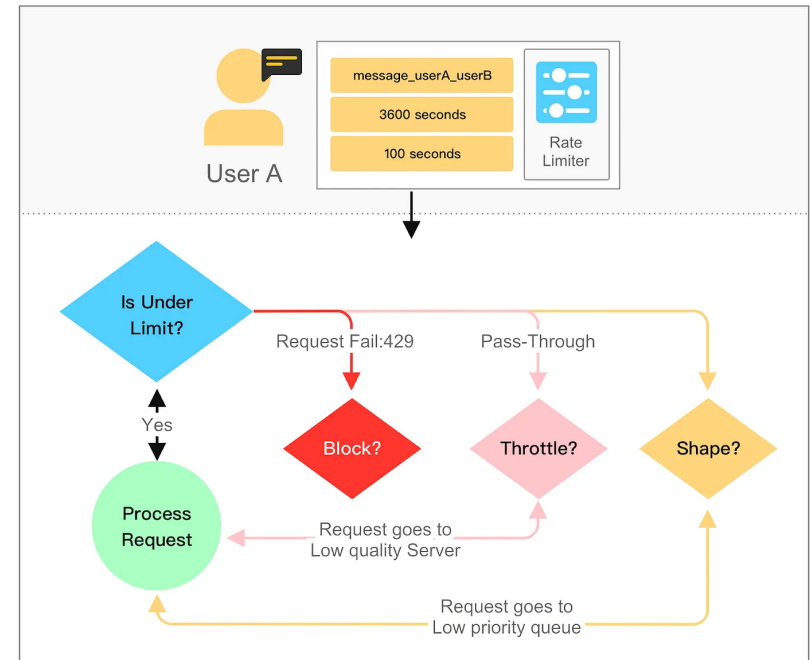 message_userA_userB
3600 seconds
100 seconds
Rate
Limiter
User A
Is Under
Limit?
Request Fail:429
Pass-Through
Yes
Block?
Throttle?
Shape?
Process
Request
Request goes to
Low quality Server
Request goes to
Low priority queue